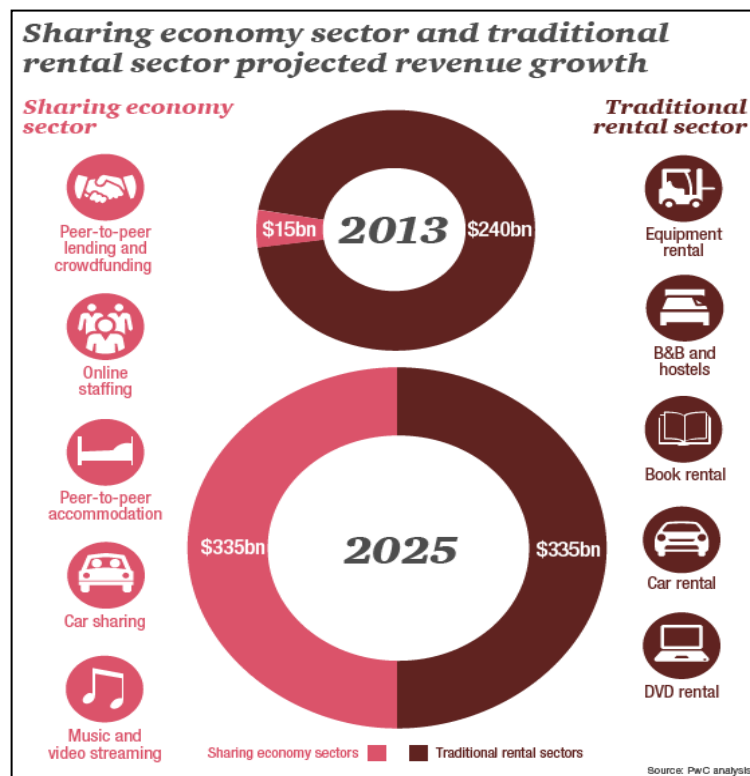 Sharing economy sector and traditional
rental sector projected revenue growth
Sharing economy
sector
Peer-to-peer
lending and
crowdfunding
Online
staffing
Peer-to-peer
accommodation
Car sharing
Music and
video streaming
$15bn
2013
$240bn
$335bn
2025
$335bn
Traditional
rental sector
Equipment
rental
B&B and
hostels
Book rental
Car rental
DVD rental
Sharing economy sectors
Traditional rental sectors
Source: PwC analysis